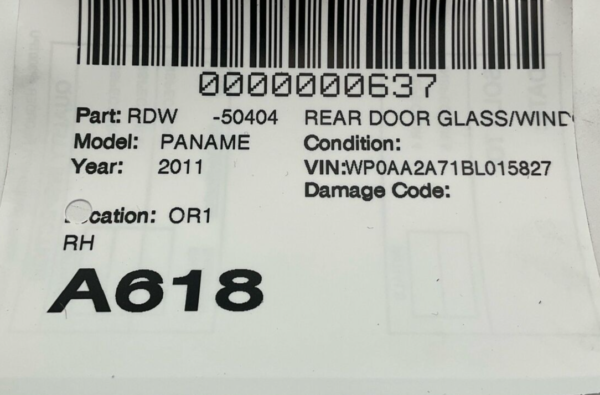 0000000637
Part: RDW -50404 REAR DOOR GLASS/WIND
Model: PANAME Condition:
Year: 2011 VIN:WP0AA2A71BL015827
Damage Code:
Location: OR1
RH
A618